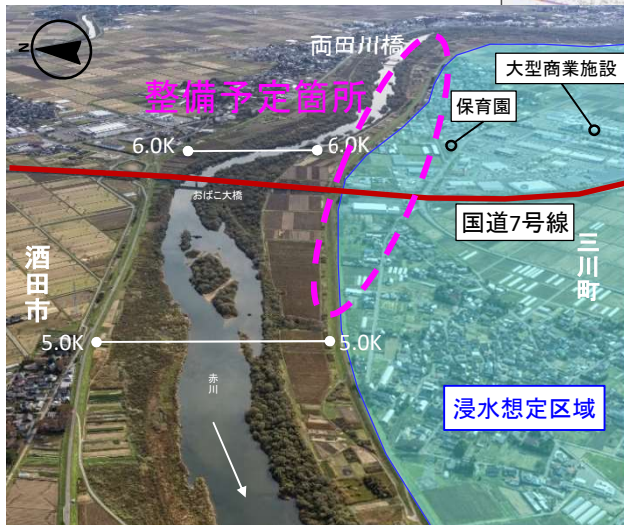 N
両田川橋
大型商業施設
整備予定箇所
保育園
6.0K
6.0K
おばこ大橋
国道7号線
酒田市
三川町
5.0K
5.0K
赤川
浸水想定区域